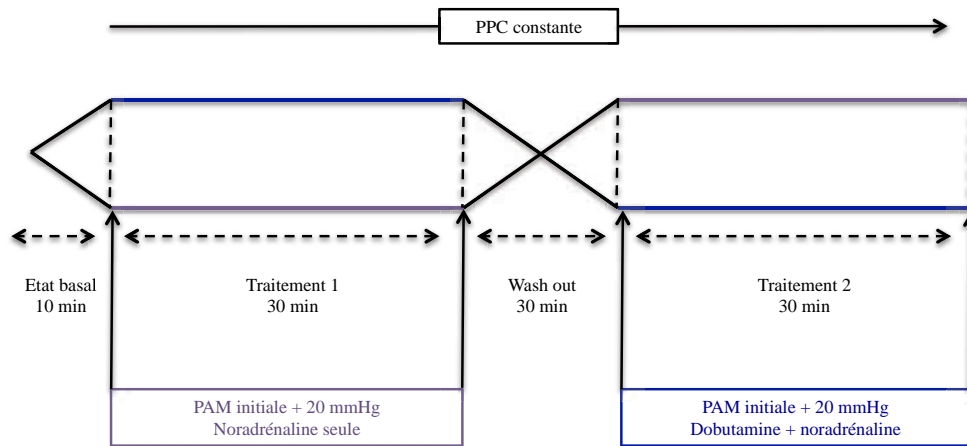 PPC constante
Etat basal
10 min
Traitement 1
30 min
Wash out
30 min
Traitement 2
30 min
PAM initiale + 20 mmHg
Noradrénaline seule
PAM initiale + 20 mmHg
Dobutamine + noradrénaline